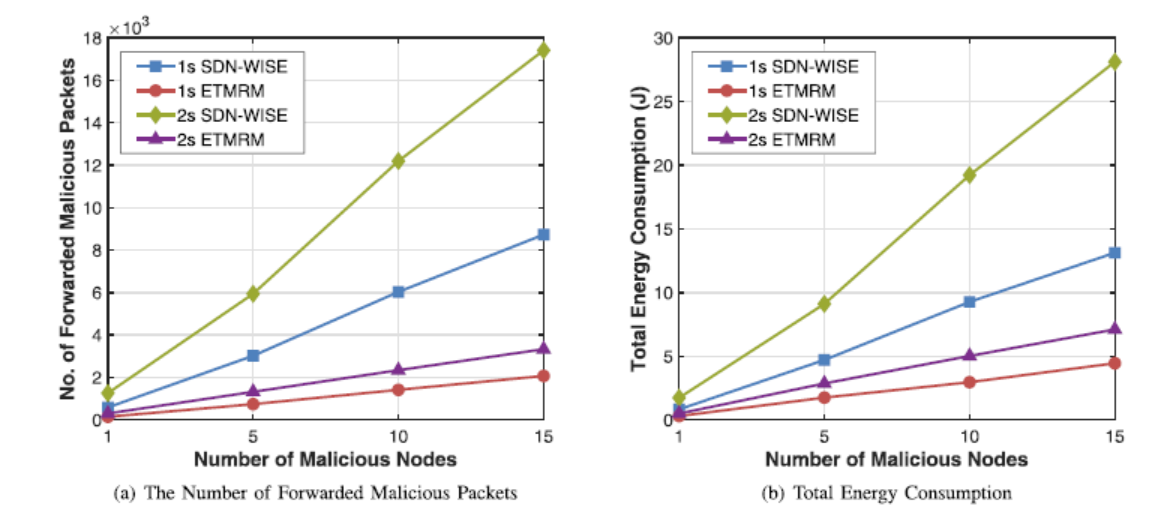 ×10³
18
16
14
12
10
8
6
4
2
0
No. of Forwarded Malicious Packets
1s SDN-WISE
1s ETMRM
2s SDN-WISE
2s ETMRM
1 5 10 15
Number of Malicious Nodes
(a) The Number of Forwarded Malicious Packets
30
25
20
15
10
5
0
Total Energy Consumption (J)
1s SDN-WISE
1s ETMRM
2s SDN-WISE
2s ETMRM
1 5 10 15
Number of Malicious Nodes
(b) Total Energy Consumption